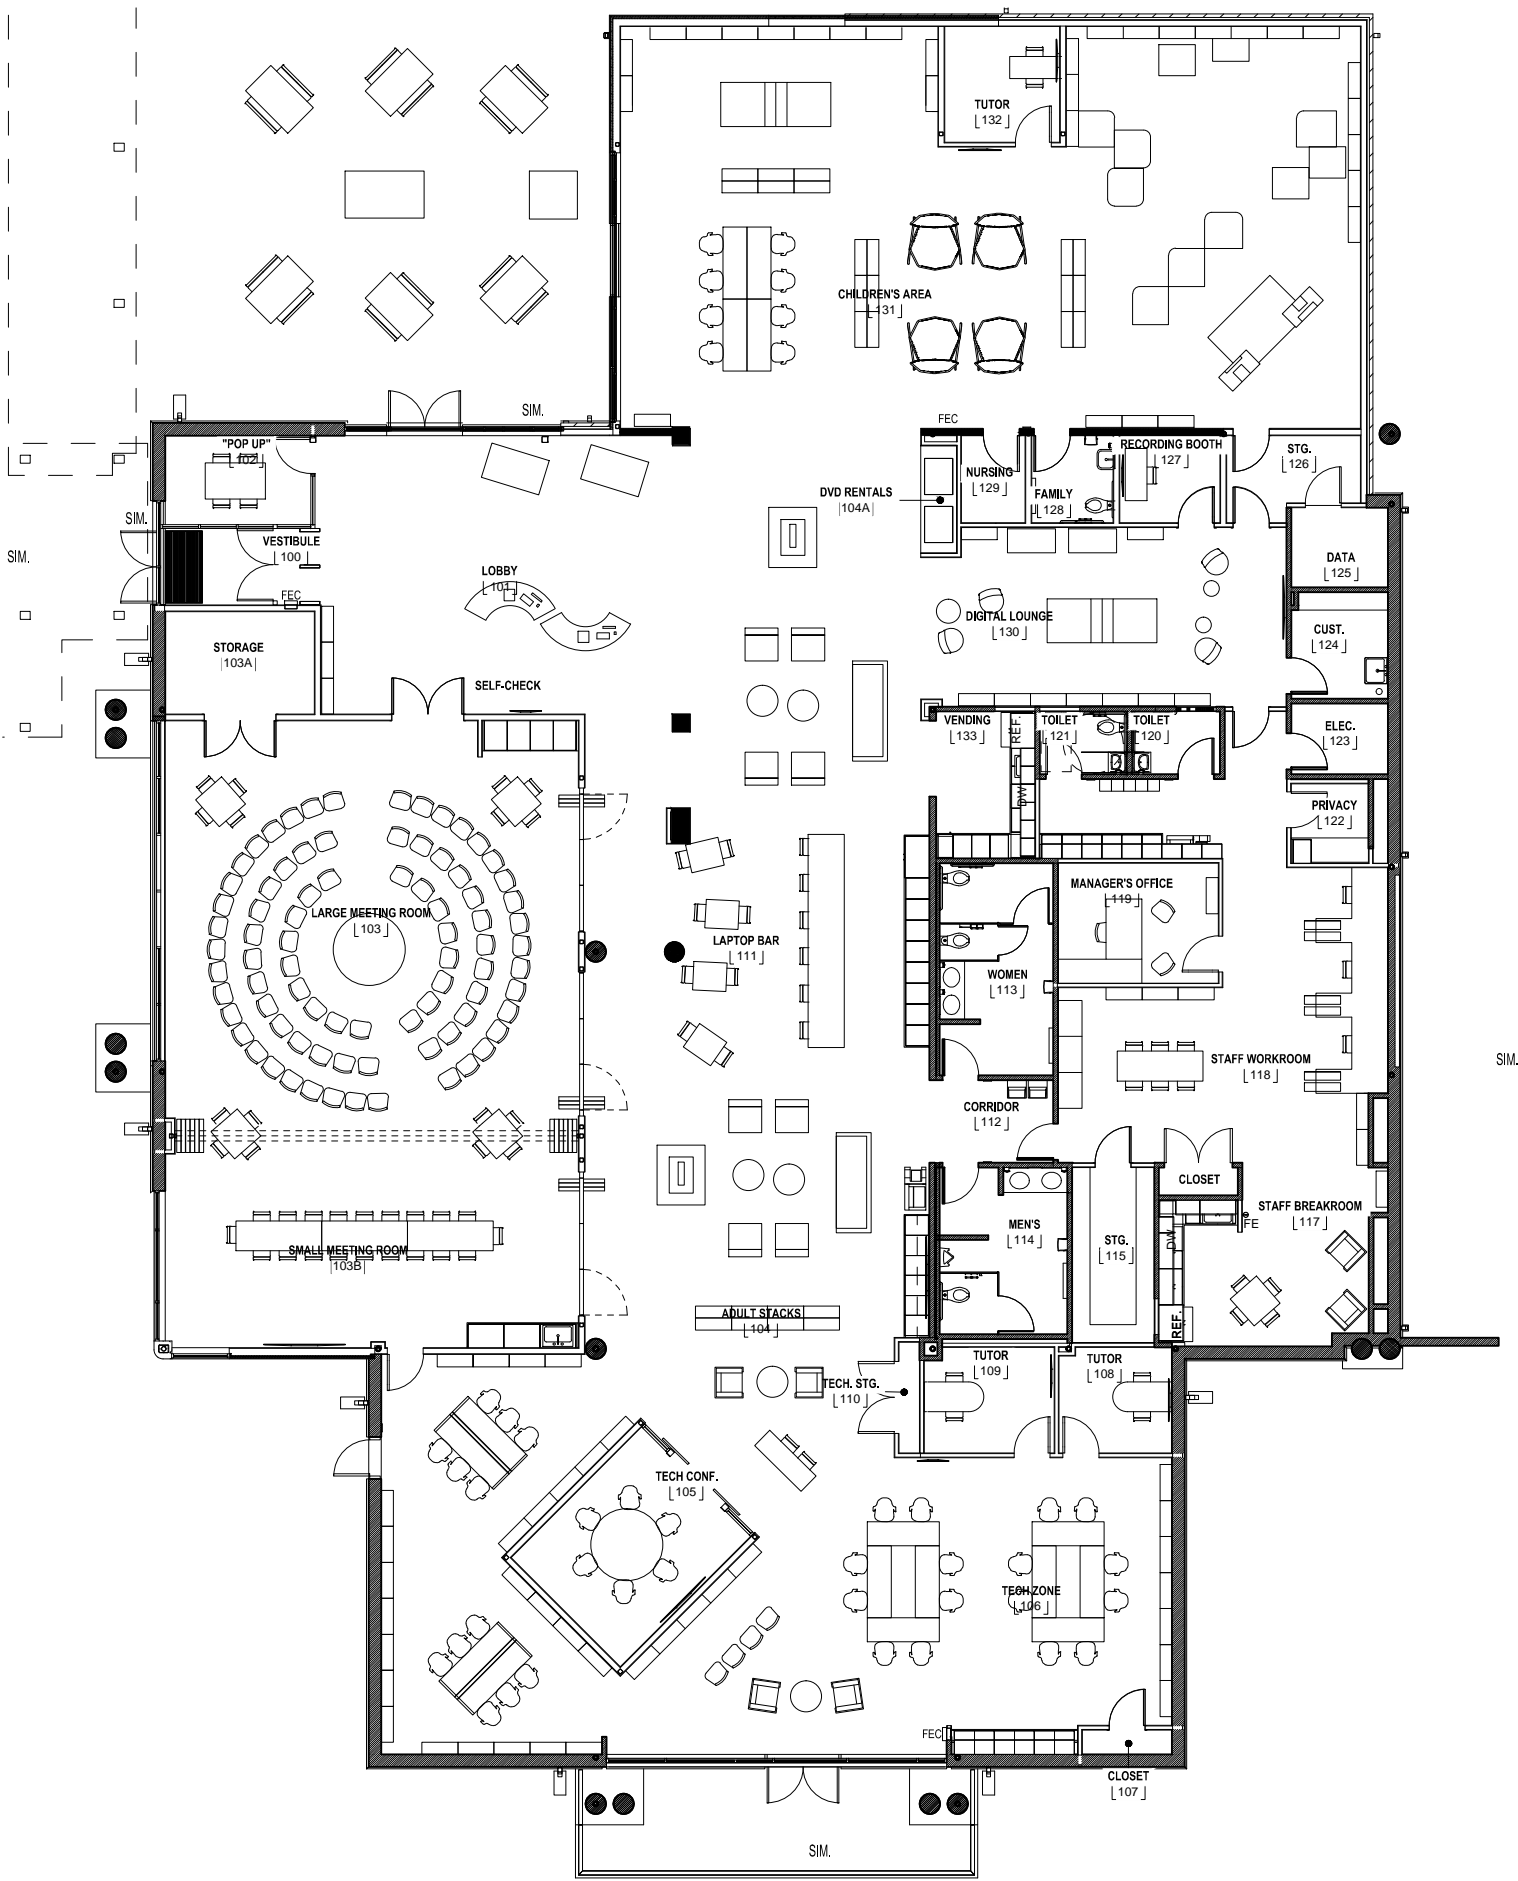 TUTOR
132
CHILDREN'S AREA
131
SIM.
FEC
"POP UP"
102
RECORDING BOOTH
127
STG.
126
NURSING
129
FAMILY
128
DVD RENTALS
104A
SIM.
SIM.
VESTIBULE
100
DATA
125
LOBBY
101
FEC
DIGITAL LOUNGE
130
CUST.
124
STORAGE
103A
SELF-CHECK
VENDING
133
REF.
TOILET
121
TOILET
120
ELEC.
123
DW
PRIVACY
122
MANAGER'S OFFICE
119
LARGE MEETING ROOM
103
LAPTOP BAR
111
WOMEN
113
STAFF WORKROOM
118
SIM.
CORRIDOR
112
CLOSET
STAFF BREAKROOM
117
FE
MEN'S
114
STG.
115
DW
SMALL MEETING ROOM
103B
ADULT STACKS
104
REF.
TUTOR
109
TUTOR
108
TECH. STG.
110
TECH CONF.
105
TECH ZONE
106
FEC
CLOSET
107
SIM.